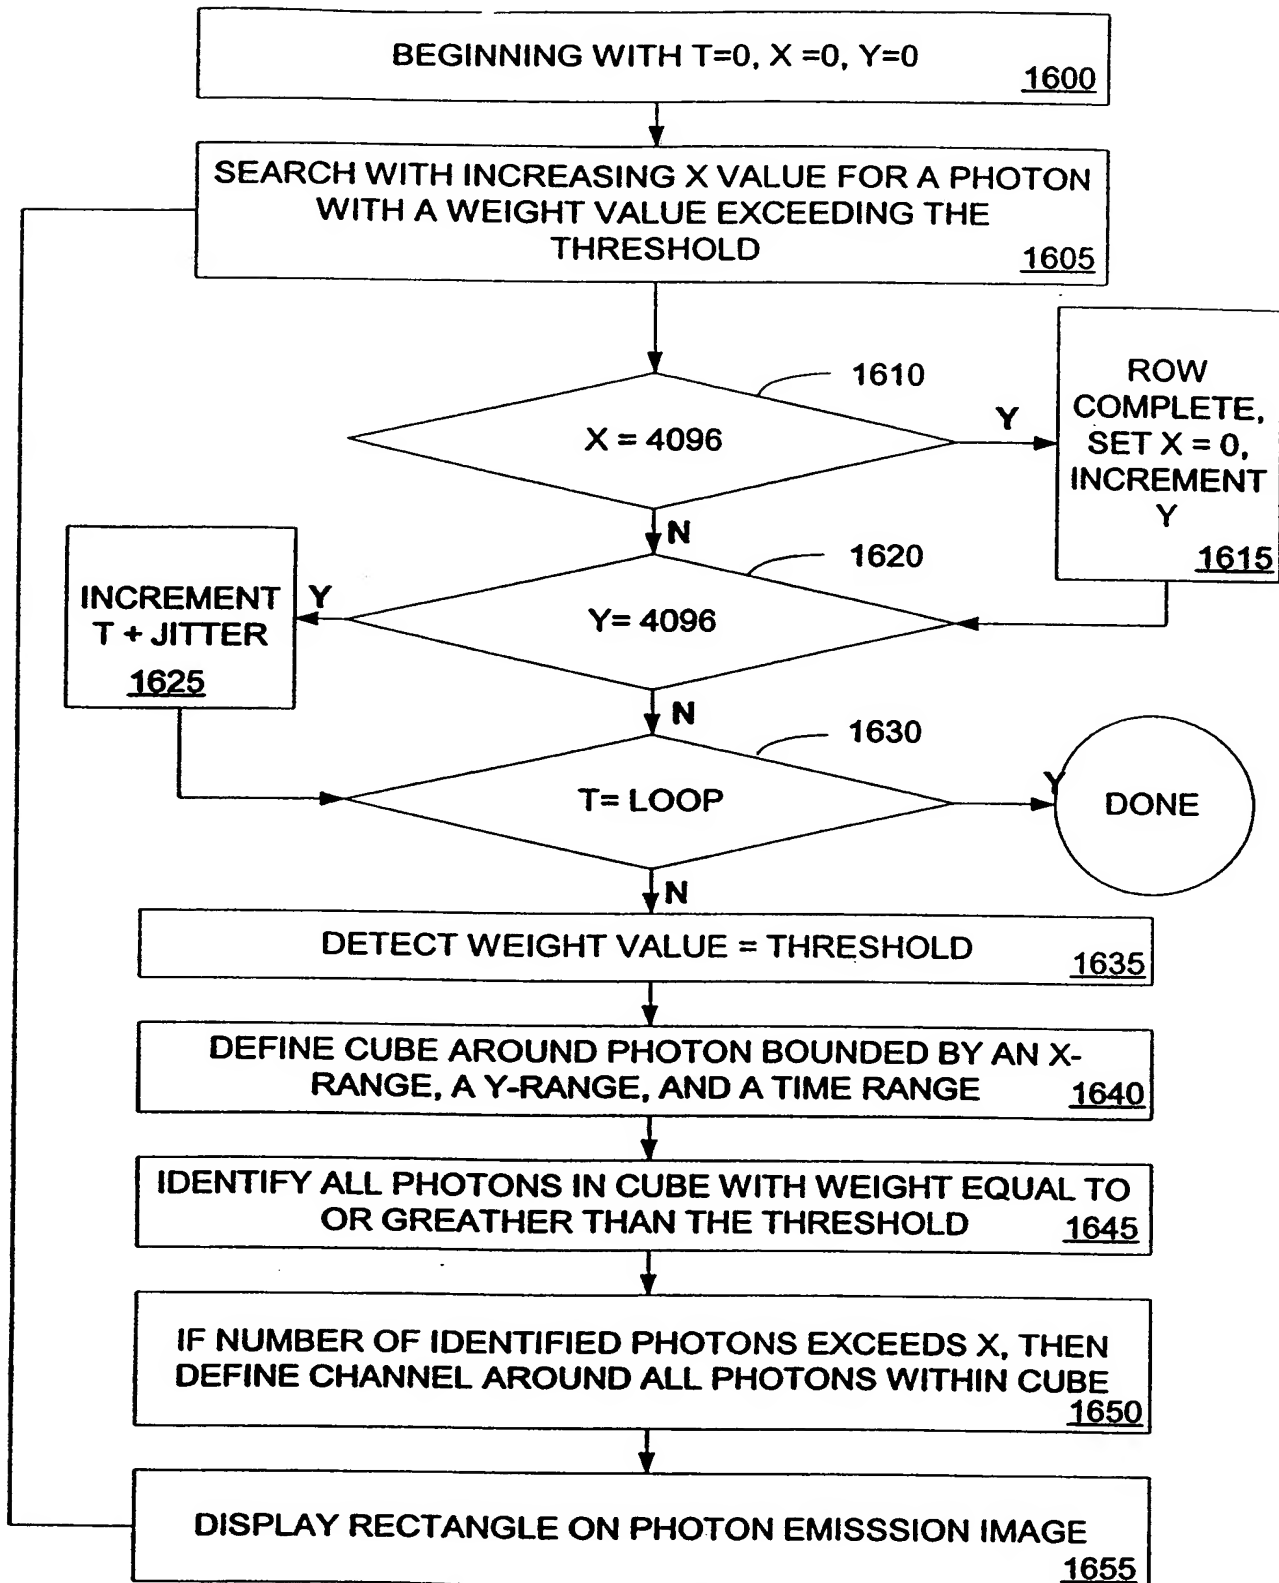 BEGINNING WITH T=0, X =0, Y=0
1600
SEARCH WITH INCREASING X VALUE FOR A PHOTON
WITH A WEIGHT VALUE EXCEEDING THE
THRESHOLD
1605
1610
X = 4096
Y
ROW
COMPLETE,
SET X = 0,
INCREMENT
Y
1615
N
1620
Y= 4096
Y
INCREMENT
T + JITTER
1625
N
1630
T= LOOP
Y
DONE
N
DETECT WEIGHT VALUE = THRESHOLD
1635
DEFINE CUBE AROUND PHOTON BOUNDED BY AN X-
RANGE, A Y-RANGE, AND A TIME RANGE
1640
IDENTIFY ALL PHOTONS IN CUBE WITH WEIGHT EQUAL TO
OR GREATHER THAN THE THRESHOLD
1645
IF NUMBER OF IDENTIFIED PHOTONS EXCEEDS X, THEN
DEFINE CHANNEL AROUND ALL PHOTONS WITHIN CUBE
1650
DISPLAY RECTANGLE ON PHOTON EMISSSION IMAGE
1655